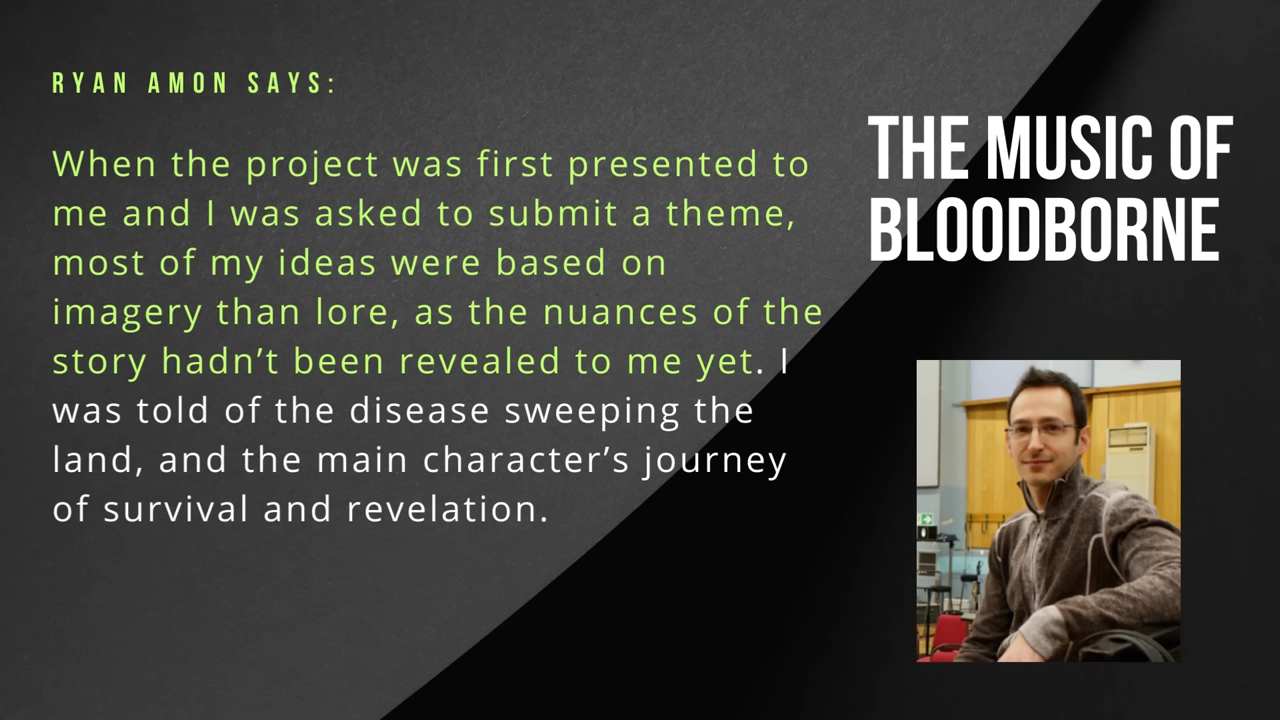 RYAN AMON SAYS:
When the project was first presented to
me and I was asked to submit a theme,
most of my ideas were based on
imagery than lore, as the nuances of the
story hadn’t been revealed to me yet. I
was told of the disease sweeping the
land, and the main character’s journey
of survival and revelation.
THE MUSIC OF
BLOODBORNE